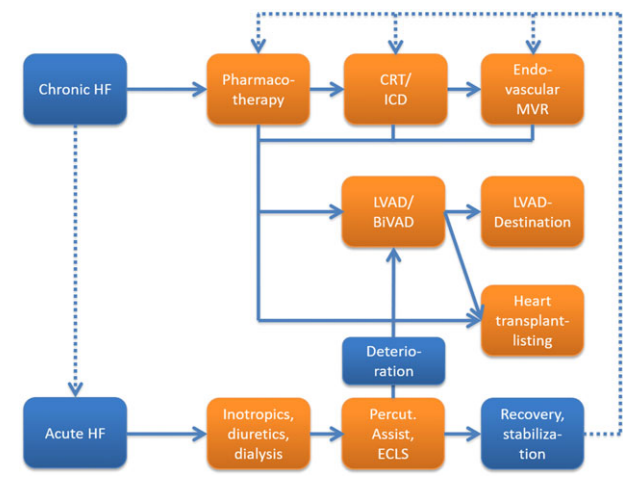 Chronic HF
Pharmaco-
therapy
CRT/
ICD
Endo-
vascular
MVR
LVAD/
BiVAD
LVAD-
Destination
Heart
transplant-
listing
Deterio-
ration
Acute HF
Inotropics,
diuretics,
dialysis
Percut.
Assist,
ECLS
Recovery,
stabiliza-
tion